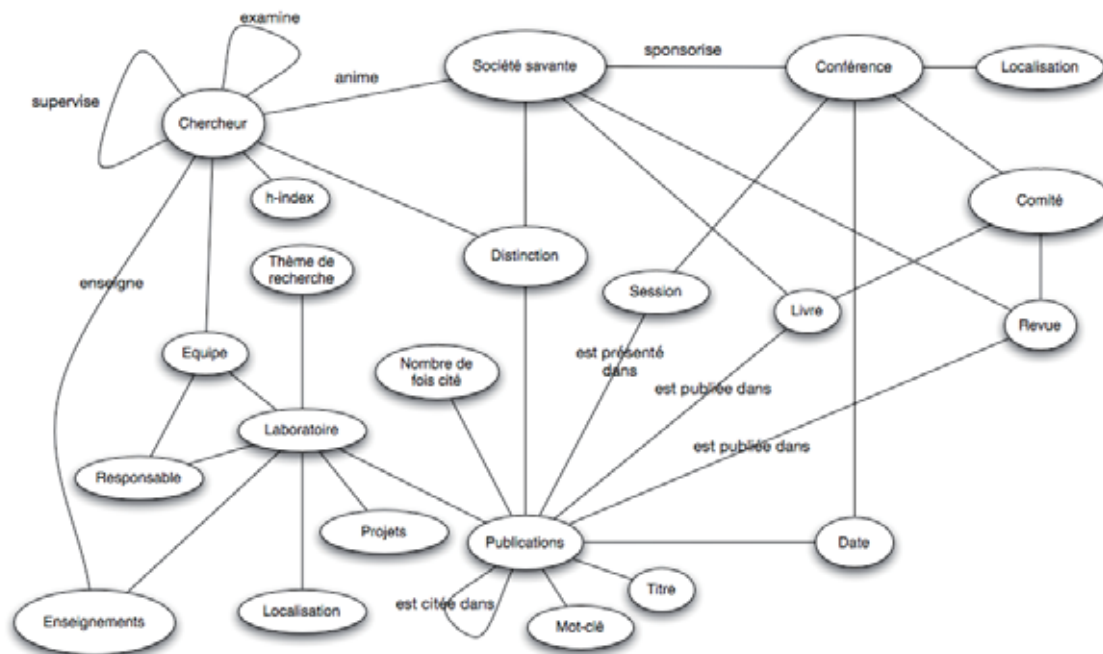 examine
Société savante
sponsorise
Conférence
Localisation
anime
supervise
Chercheur
h-index
Comité
Distinction
Thème de
recherche
enseigne
Session
Livre
Revue
Equipe
Nombre de
fois cité
est présenté
dans
est publiée dans
Laboratoire
est publiée dans
Responsable
Projets
Publications
Date
Enseignements
Localisation
est citée dans
Titre
Mot-clé